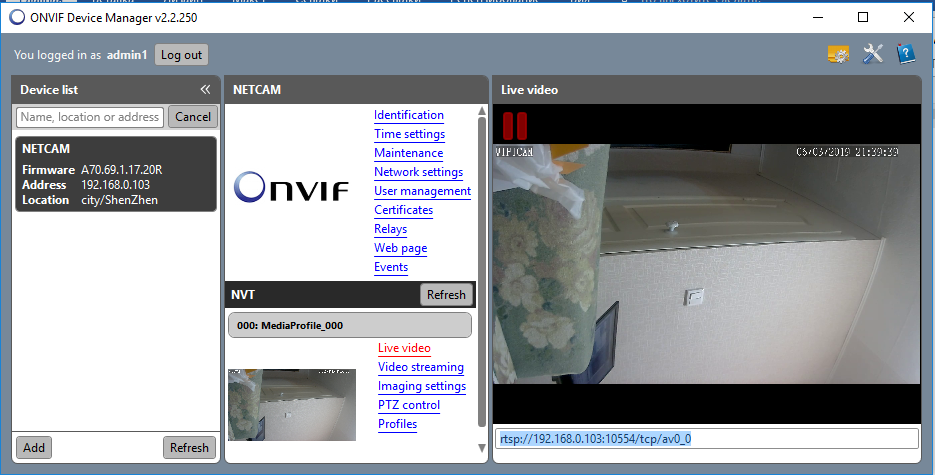 ONVIF Device Manager v2.2.250
You logged in as admin1 Log out
Device list
Name, location or address Cancel
NETCAM
Firmware A70.69.1.17.20R
Address 192.168.0.103
Location city/ShenZhen
Add Refresh
NETCAM
ONVIF
Identification
Time settings
Maintenance
Network settings
User management
Certificates
Relays
Web page
Events
NVT Refresh
000: MediaProfile_000
Live video
Video streaming
Imaging settings
PTZ control
Profiles
Live video
VIPICAM 06/03/2019 21:39:39
rtsp://192.168.0.103:10554/tcp/av0_0